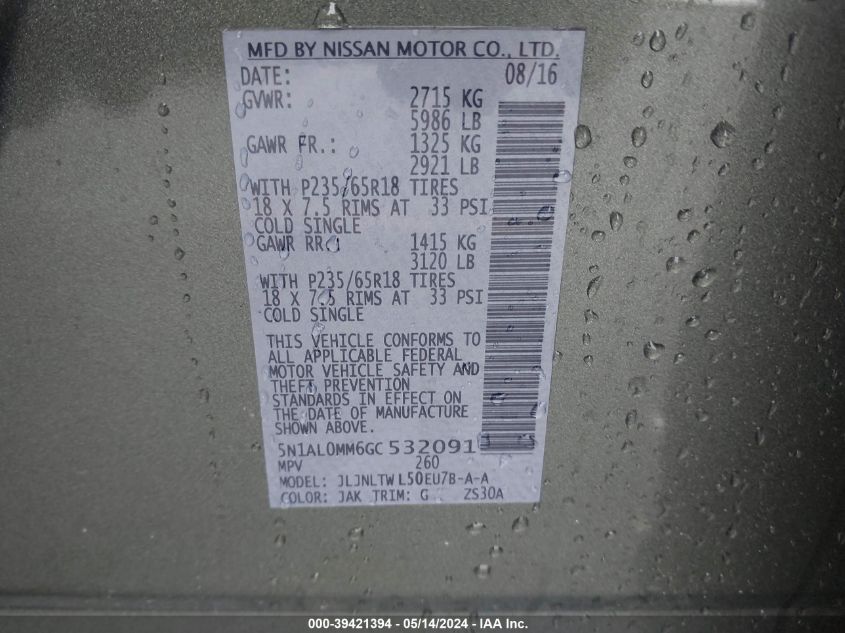 MFD BY NISSAN MOTOR CO., LTD.
DATE: 08/16
GVWR: 2715 KG
5986 LB
GAWR FR.: 1325 KG
2921 LB
WITH P235/65R18 TIRES
18 X 7.5 RIMS AT 33 PSI
COLD SINGLE
GAWR RR.: 1415 KG
3120 LB
WITH P235/65R18 TIRES
18 X 7.5 RIMS AT 33 PSI
COLD SINGLE
THIS VEHICLE CONFORMS TO
ALL APPLICABLE FEDERAL
MOTOR VEHICLE SAFETY AND
THEFT PREVENTION
STANDARDS IN EFFECT ON
THE DATE OF MANUFACTURE
SHOWN ABOVE.
5N1AL0MM6GC 532091
MPV 260
MODEL: JLJNLTW L50EU7B-A-A
COLOR: JAK TRIM: G ZS30A
000-39421394 - 05/14/2024 - IAA Inc.